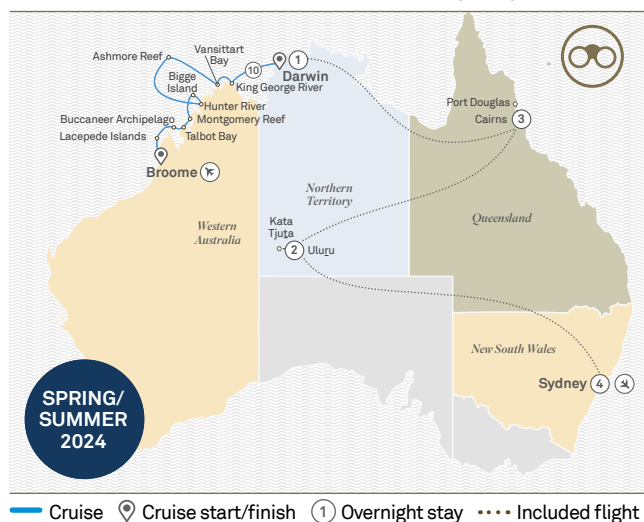 Vansittart
Bay
Ashmore Reef
Bigge
Island
10
1
Darwin
King George River
Hunter River
Port Douglas
Buccaneer Archipelago
Montgomery Reef
Cairns
3
Lacepede Islands
Talbot Bay
Broome
Northern
Territory
Western
Australia
Kata
Tjuṯa
2
Uluṟu
Queensland
New South Wales
Sydney
4
SPRING/
SUMMER
2024
Cruise
Cruise start/finish
1
Overnight stay
Included flight